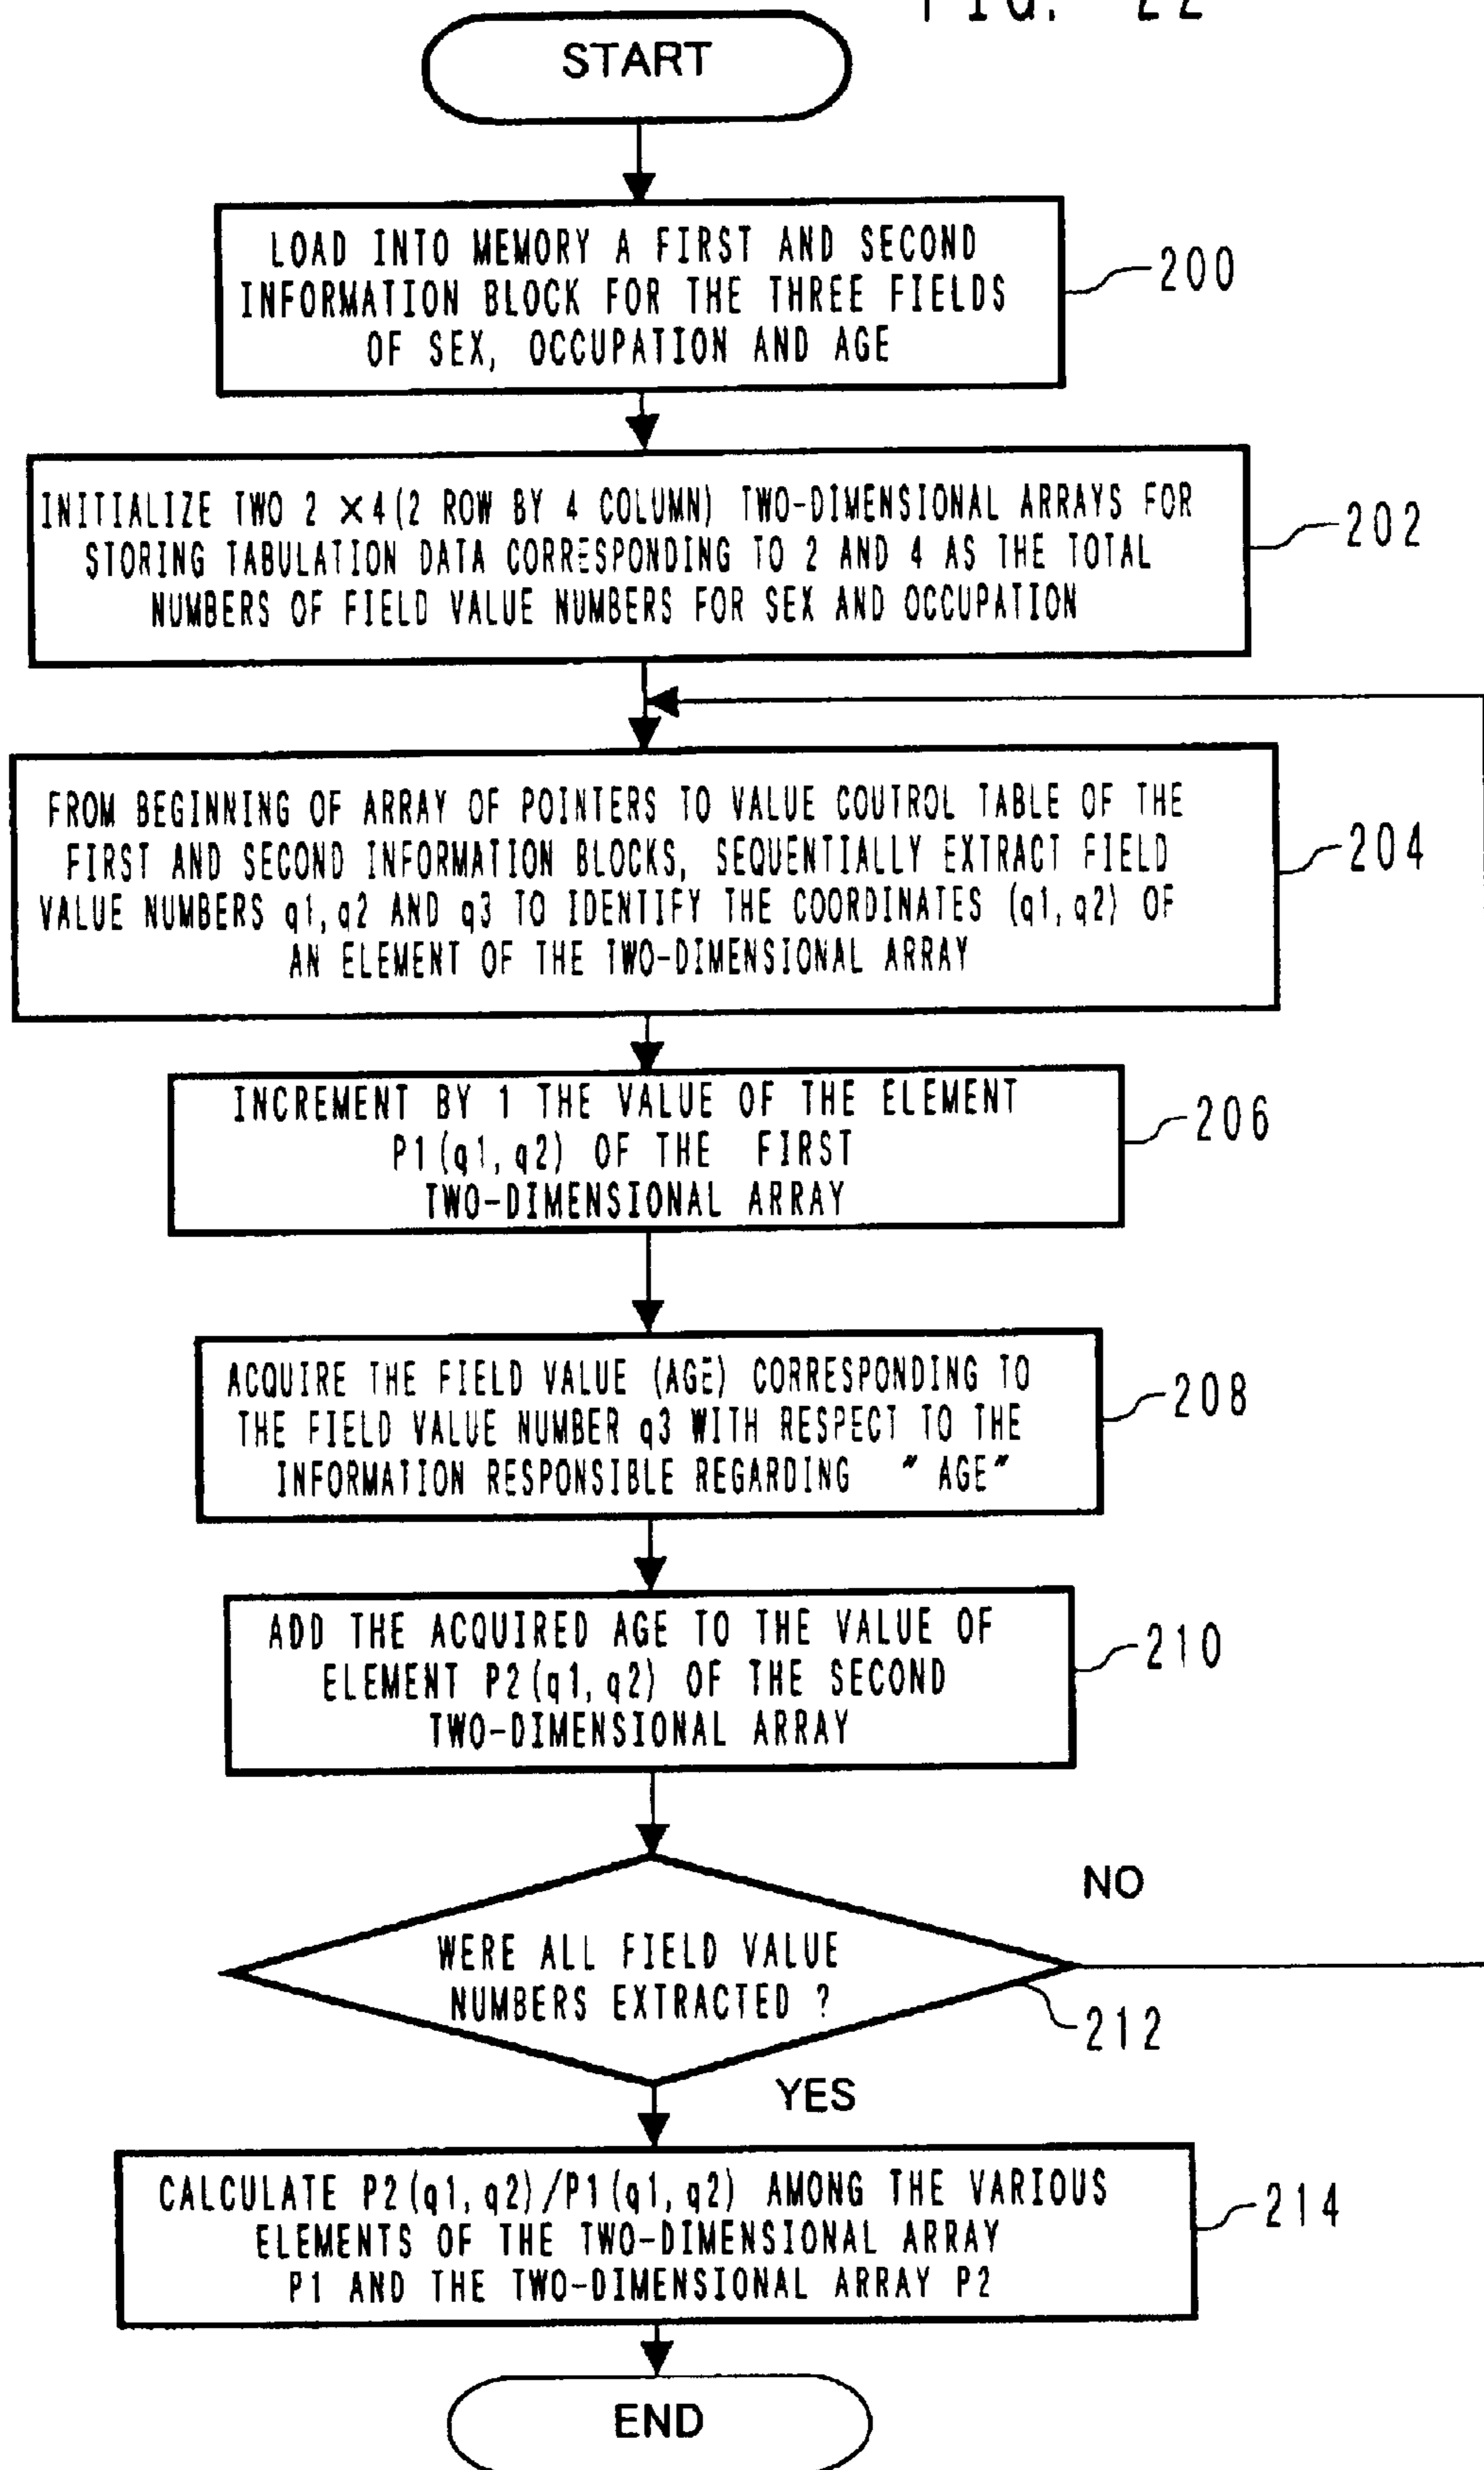 FIG. 22
START
LOAD INTO MEMORY A FIRST AND SECOND
INFORMATION BLOCK FOR THE THREE FIELDS
OF SEX, OCCUPATION AND AGE
200
INITIALIZE TWO 2 ×4(2 ROW BY 4 COLUMN) TWO-DIMENSIONAL ARRAYS FOR
STORING TABULATION DATA CORRESPONDING TO 2 AND 4 AS THE TOTAL
NUMBERS OF FIELD VALUE NUMBERS FOR SEX AND OCCUPATION
202
FROM BEGINNING OF ARRAY OF POINTERS TO VALUE COUTROL TABLE OF THE
FIRST AND SECOND INFORMATION BLOCKS, SEQUENTIALLY EXTRACT FIELD
VALUE NUMBERS q1, q2 AND q3 TO IDENTIFY THE COORDINATES (q1, q2) OF
AN ELEMENT OF THE TWO-DIMENSIONAL ARRAY
204
INCREMENT BY 1 THE VALUE OF THE ELEMENT
P1(q1, q2) OF THE FIRST
TWO-DIMENSIONAL ARRAY
206
ACQUIRE THE FIELD VALUE (AGE) CORRESPONDING TO
THE FIELD VALUE NUMBER q3 WITH RESPECT TO THE
INFORMATION RESPONSIBLE REGARDING " AGE"
208
ADD THE ACQUIRED AGE TO THE VALUE OF
ELEMENT P2(q1, q2) OF THE SECOND
TWO-DIMENSIONAL ARRAY
210
NO
WERE ALL FIELD VALUE
NUMBERS EXTRACTED ?
212
YES
CALCULATE P2(q1, q2)/P1(q1, q2) AMONG THE VARIOUS
ELEMENTS OF THE TWO-DIMENSIONAL ARRAY
P1 AND THE TWO-DIMENSIONAL ARRAY P2
214
END